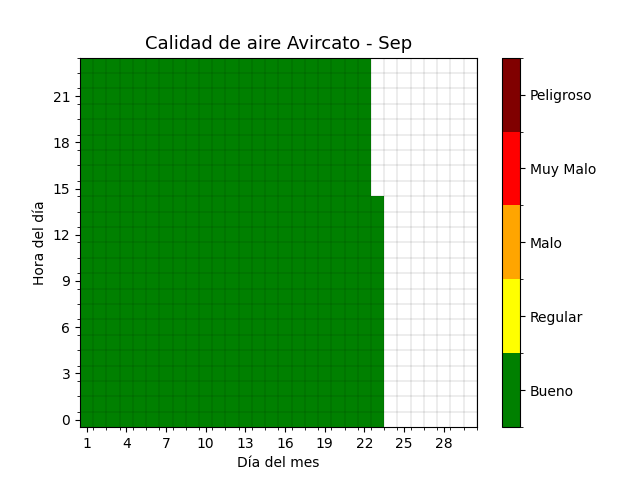 Calidad de aire Avircato - Sep
21
18
15
12
9
6
3
0
Hora del día
1 4 7 10 13 16 19 22 25 28
Día del mes
Peligroso
Muy Malo
Malo
Regular
Bueno